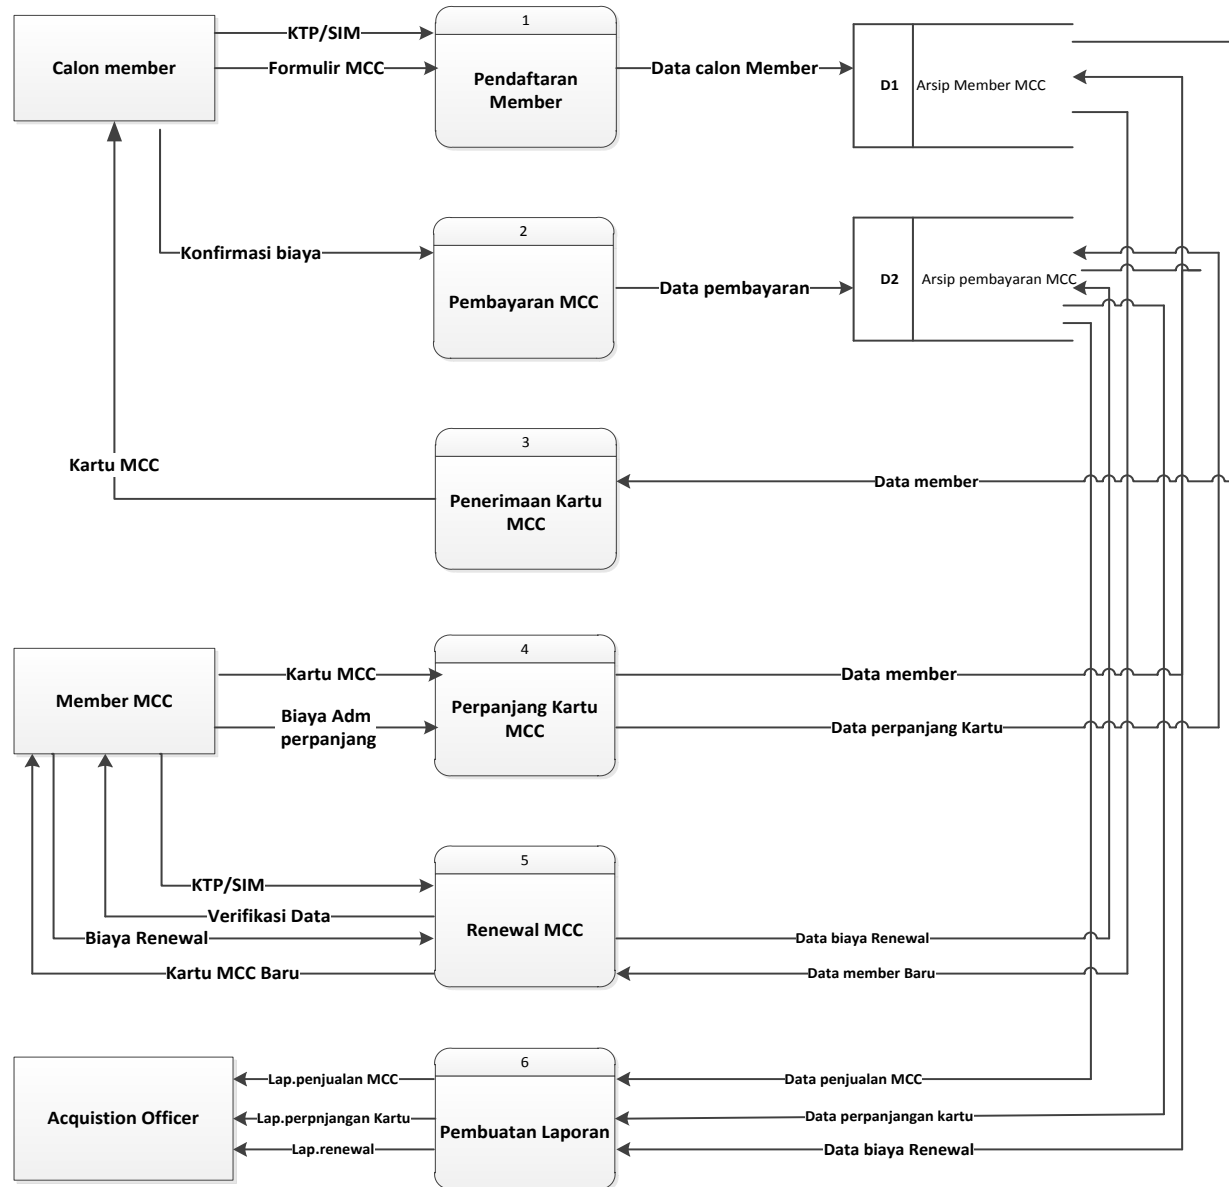 1
KTP/SIM
Calon member
Formulir MCC
Pendaftaran
Member
Data calon Member
D1
Arsip Member MCC
2
Konfirmasi biaya
Pembayaran MCC
Data pembayaran
D2
Arsip pembayaran MCC
3
Kartu MCC
Penerimaan Kartu
MCC
Data member
4
Member MCC
Kartu MCC
Biaya Adm
perpanjang
Perpanjang Kartu
MCC
Data member
Data perpanjang Kartu
5
KTP/SIM
Verifikasi Data
Biaya Renewal
Kartu MCC Baru
Renewal MCC
Data biaya Renewal
Data member Baru
6
Acquistion Officer
Lap.penjualan MCC
Lap.perpnjangan Kartu
Lap.renewal
Pembuatan Laporan
Data penjualan MCC
Data perpanjangan kartu
Data biaya Renewal